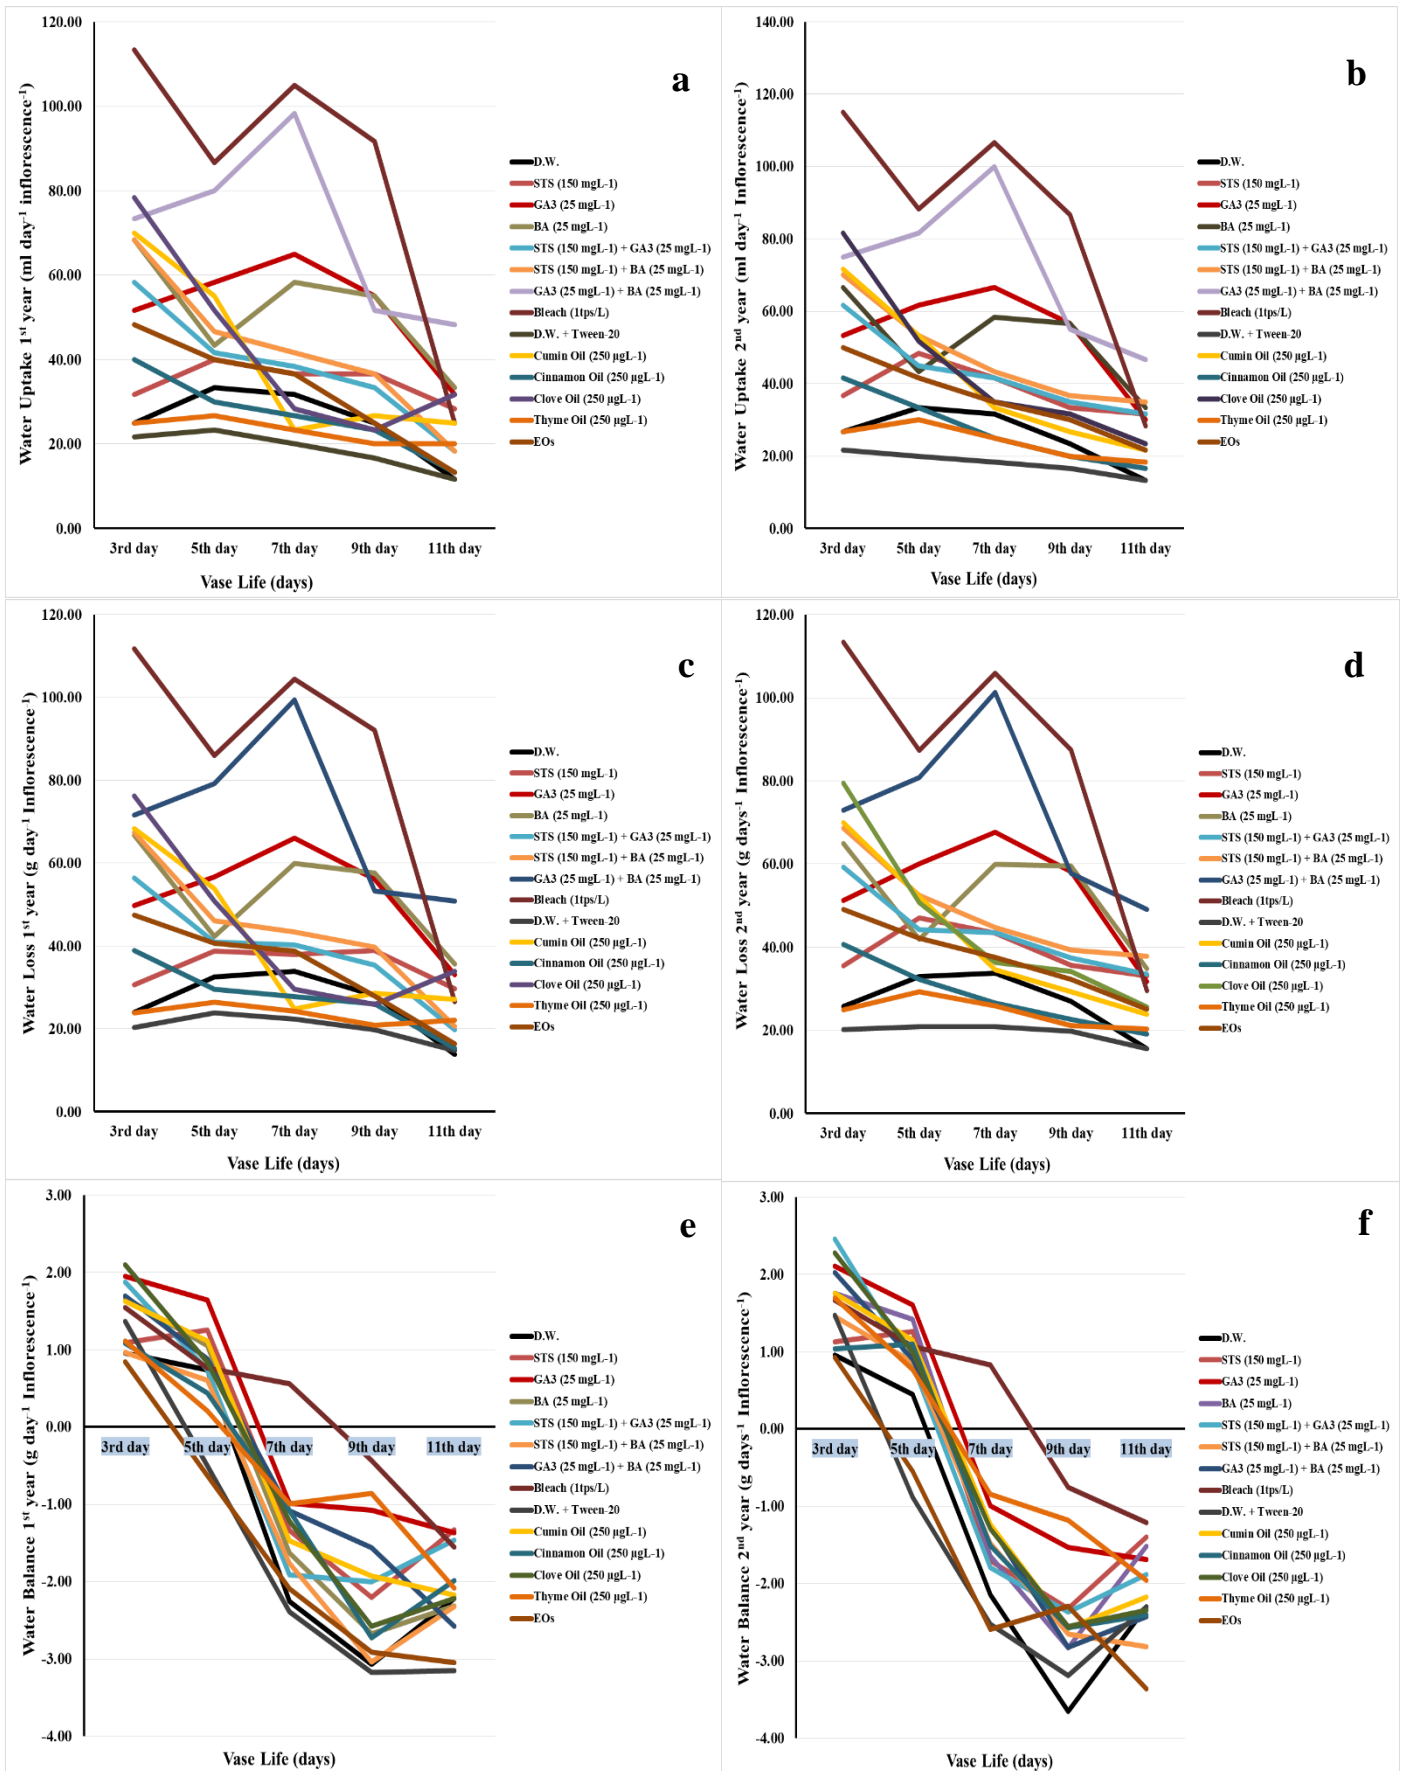 a
Water Uptake 1st year (ml day-1 inflorescence-1)
120.00
100.00
80.00
60.00
40.00
20.00
0.00
3rd day 5th day 7th day 9th day 11th day
Vase Life (days)
D.W.
STS (150 mgL-1)
GA3 (25 mgL-1)
BA (25 mgL-1)
STS (150 mgL-1) + GA3 (25 mgL-1)
STS (150 mgL-1) + BA (25 mgL-1)
GA3 (25 mgL-1) + BA (25 mgL-1)
Bleach (1tps/L)
D.W. + Tween-20
Cumin Oil (250 µgL-1)
Cinnamon Oil (250 µgL-1)
Clove Oil (250 µgL-1)
Thyme Oil (250 µgL-1)
EOs
b
Water Uptake 2nd year (ml day-1 Inflorescence-1)
140.00
120.00
100.00
80.00
60.00
40.00
20.00
0.00
3rd day 5th day 7th day 9th day 11th day
Vase Life (days)
D.W.
STS (150 mgL-1)
GA3 (25 mgL-1)
BA (25 mgL-1)
STS (150 mgL-1) + GA3 (25 mgL-1)
STS (150 mgL-1) + BA (25 mgL-1)
GA3 (25 mgL-1) + BA (25 mgL-1)
Bleach (1tps/L)
D.W. + Tween-20
Cumin Oil (250 µgL-1)
Cinnamon Oil (250 µgL-1)
Clove Oil (250 µgL-1)
Thyme Oil (250 µgL-1)
EOs
c
Water Loss 1st year (g day-1 Inflorescence-1)
120.00
100.00
80.00
60.00
40.00
20.00
0.00
3rd day 5th day 7th day 9th day 11th day
Vase Life (days)
D.W.
STS (150 mgL-1)
GA3 (25 mgL-1)
BA (25 mgL-1)
STS (150 mgL-1) + GA3 (25 mgL-1)
STS (150 mgL-1) + BA (25 mgL-1)
GA3 (25 mgL-1) + BA (25 mgL-1)
Bleach (1tps/L)
D.W. + Tween-20
Cumin Oil (250 µgL-1)
Cinnamon Oil (250 µgL-1)
Clove Oil (250 µgL-1)
Thyme Oil (250 µgL-1)
EOs
d
Water Loss 2nd year (g days-1 Inflorescence-1)
120.00
100.00
80.00
60.00
40.00
20.00
0.00
3rd day 5th day 7th day 9th day 11th day
Vase Life (days)
D.W.
STS (150 mgL-1)
GA3 (25 mgL-1)
BA (25 mgL-1)
STS (150 mgL-1) + GA3 (25 mgL-1)
STS (150 mgL-1) + BA (25 mgL-1)
GA3 (25 mgL-1) + BA (25 mgL-1)
Bleach (1tps/L)
D.W. + Tween-20
Cumin Oil (250 µgL-1)
Cinnamon Oil (250 µgL-1)
Clove Oil (250 µgL-1)
Thyme Oil (250 µgL-1)
EOs
e
Water Balance 1st year (g day-1 Inflorescence-1)
3.00
2.00
1.00
0.00
-1.00
-2.00
-3.00
-4.00
3rd day 5th day 7th day 9th day 11th day
Vase Life (days)
D.W.
STS (150 mgL-1)
GA3 (25 mgL-1)
BA (25 mgL-1)
STS (150 mgL-1) + GA3 (25 mgL-1)
STS (150 mgL-1) + BA (25 mgL-1)
GA3 (25 mgL-1) + BA (25 mgL-1)
Bleach (1tps/L)
D.W. + Tween-20
Cumin Oil (250 µgL-1)
Cinnamon Oil (250 µgL-1)
Clove Oil (250 µgL-1)
Thyme Oil (250 µgL-1)
EOs
f
Water Balance 2nd year (g days-1 Inflorescence-1)
3.00
2.00
1.00
0.00
-1.00
-2.00
-3.00
-4.00
3rd day 5th day 7th day 9th day 11th day
Vase Life (days)
D.W.
STS (150 mgL-1)
GA3 (25 mgL-1)
BA (25 mgL-1)
STS (150 mgL-1) + GA3 (25 mgL-1)
STS (150 mgL-1) + BA (25 mgL-1)
GA3 (25 mgL-1) + BA (25 mgL-1)
Bleach (1tps/L)
D.W. + Tween-20
Cumin Oil (250 µgL-1)
Cinnamon Oil (250 µgL-1)
Clove Oil (250 µgL-1)
Thyme Oil (250 µgL-1)
EOs